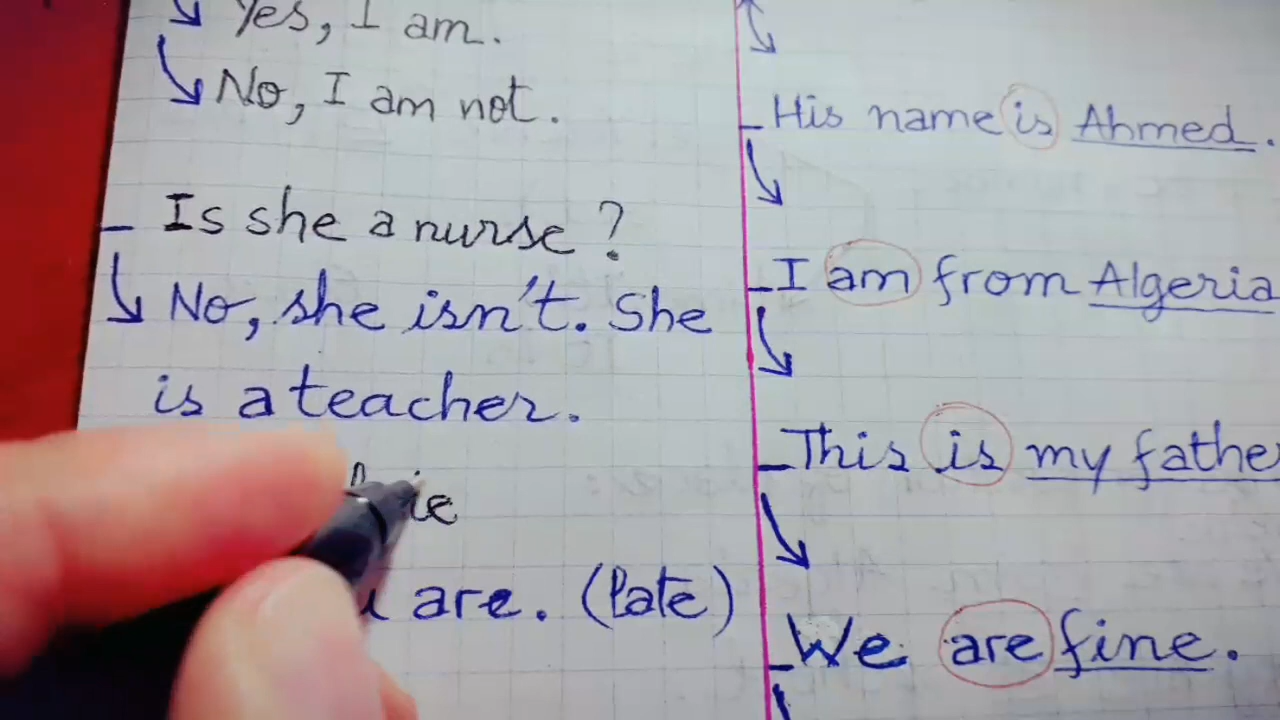 Yes, I am.
No, I am not.
Is she a nurse ?
No, she isn't. She
is a teacher.
are. (late)
His name is Ahmed.
I am from Algeria
This is my father
We are fine.